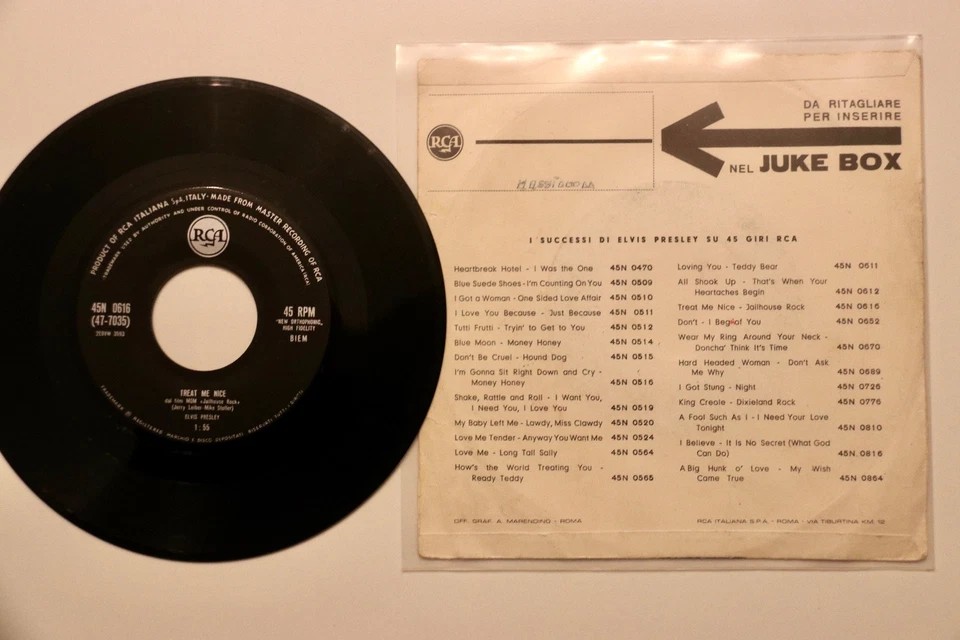 PRODUCT OF RCA ITALIANA S.p.A. ITALY · MADE FROM MASTER RECORDING OF RCA
TRADEMARK USED BY AUTHORITY AND UNDER CONTROL OF RADIO CORPORATION OF AMERICA
RCA
45N 0616
(47-7035)
45 RPM
"NEW ORTHOPHONIC"
HIGH FIDELITY
BIEM
TREAT ME NICE
dal film MGM «Jailhouse Rock»
(Jerry Leiber-Mike Stoller)
ELVIS PRESLEY
1:55
DA RITAGLIARE
PER INSERIRE
NEL JUKE BOX
RCA
I SUCCESSI DI ELVIS PRESLEY SU 45 GIRI RCA
Heartbreak Hotel - I Was the One 45N 0470
Blue Suede Shoes - I'm Counting On You 45N 0509
I Got a Woman - One Sided Love Affair 45N 0510
I Love You Because - Just Because 45N 0511
Tutti Frutti - Tryin' to Get to You 45N 0512
Blue Moon - Money Honey 45N 0514
Don't Be Cruel - Hound Dog 45N 0515
I'm Gonna Sit Right Down and Cry -
Money Honey 45N 0516
Shake, Rattle and Roll - I Want You,
I Need You, I Love You 45N 0519
My Baby Left Me - Lawdy, Miss Clawdy 45N 0520
Love Me Tender - Anyway You Want Me 45N 0524
Love Me - Long Tall Sally 45N 0564
How's the World Treating You -
Ready Teddy 45N 0565
Loving You - Teddy Bear 45N 0611
All Shook Up - That's When Your
Heartaches Begin 45N 0612
Treat Me Nice - Jailhouse Rock 45N 0616
Don't - I Beg of You 45N 0652
Wear My Ring Around Your Neck -
Doncha' Think It's Time 45N 0670
Hard Headed Woman - Don't Ask
Me Why 45N 0689
I Got Stung - Night 45N 0726
King Creole - Dixieland Rock 45N 0776
A Fool Such As I - I Need Your Love
Tonight 45N 0810
I Believe - It Is No Secret (What God
Can Do) 45N 0816
A Big Hunk o' Love - My Wish
Came True 45N 0864
OFF. GRAF. A. MARENDINO - ROMA
RCA ITALIANA S.P.A. - ROMA - VIA TIBURTINA KM. 12